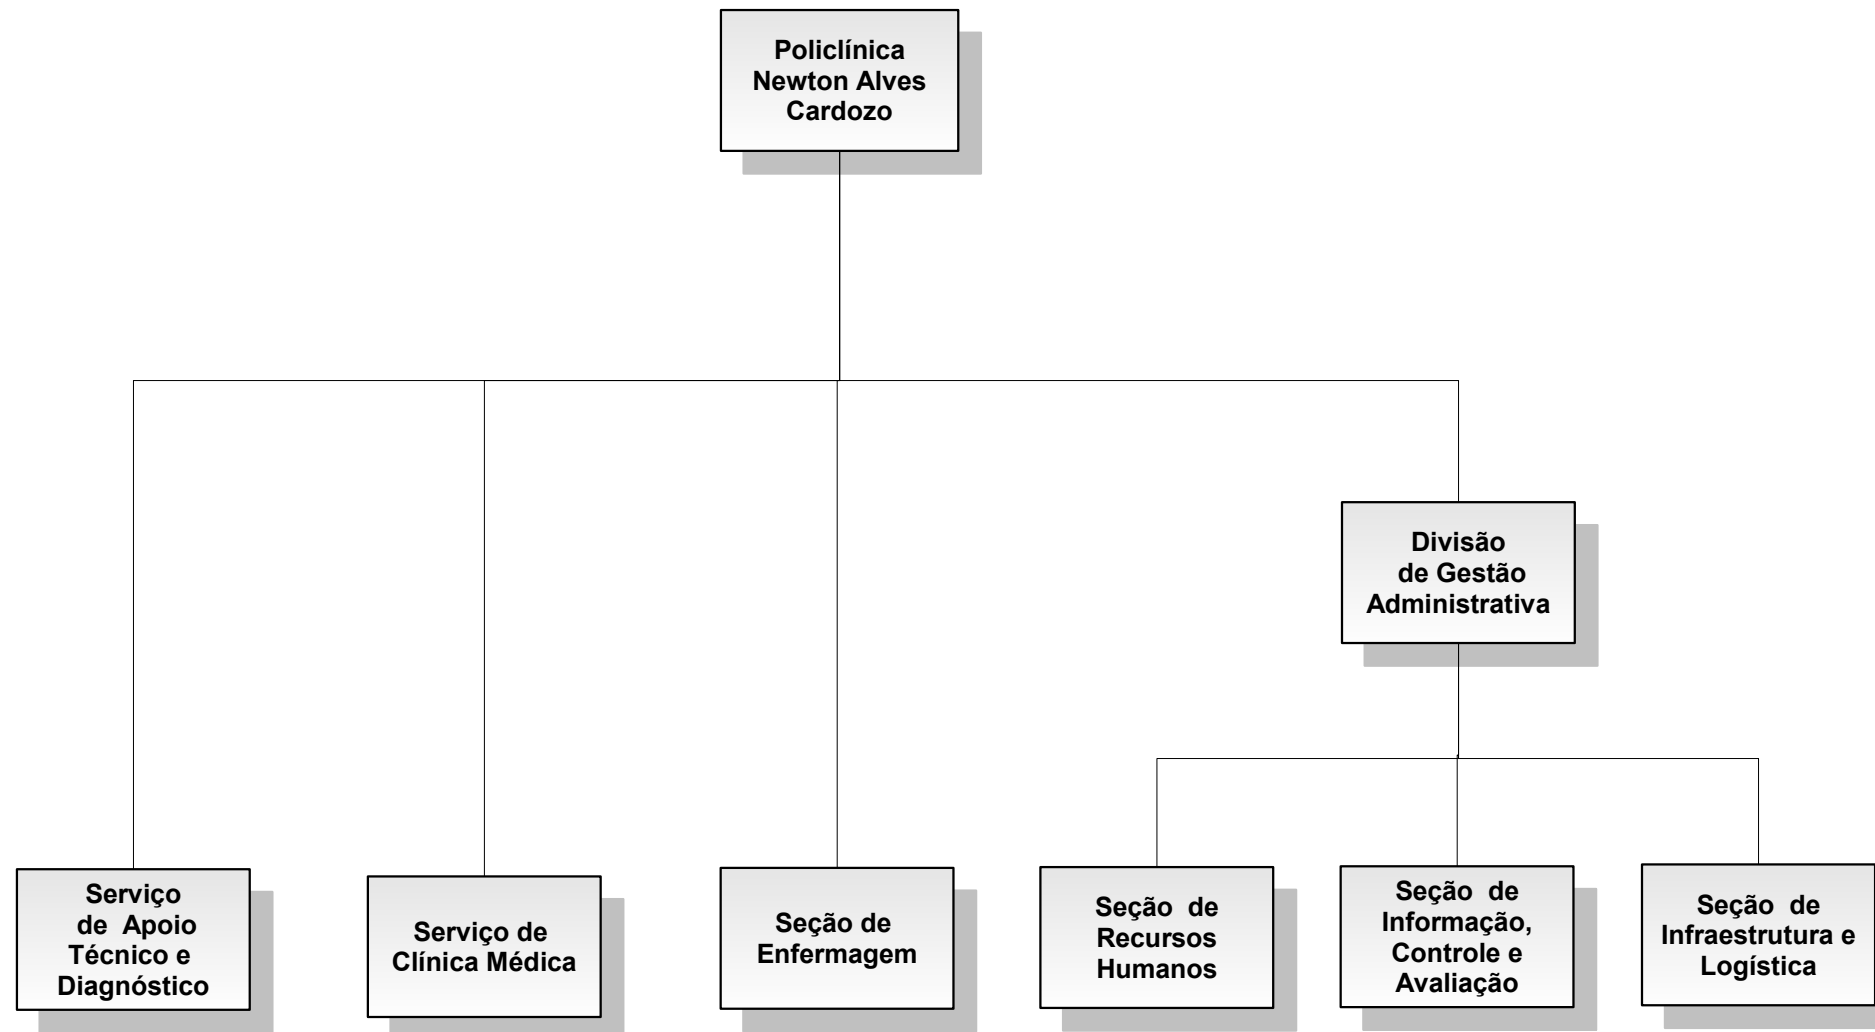 Policlínica
Newton Alves
Cardozo
Divisão
de Gestão
Administrativa
Serviço
de Apoio
Técnico e
Diagnóstico
Serviço de
Clínica Médica
Seção de
Enfermagem
Seção de
Recursos
Humanos
Seção de
Informação,
Controle e
Avaliação
Seção de
Infraestrutura e
Logística